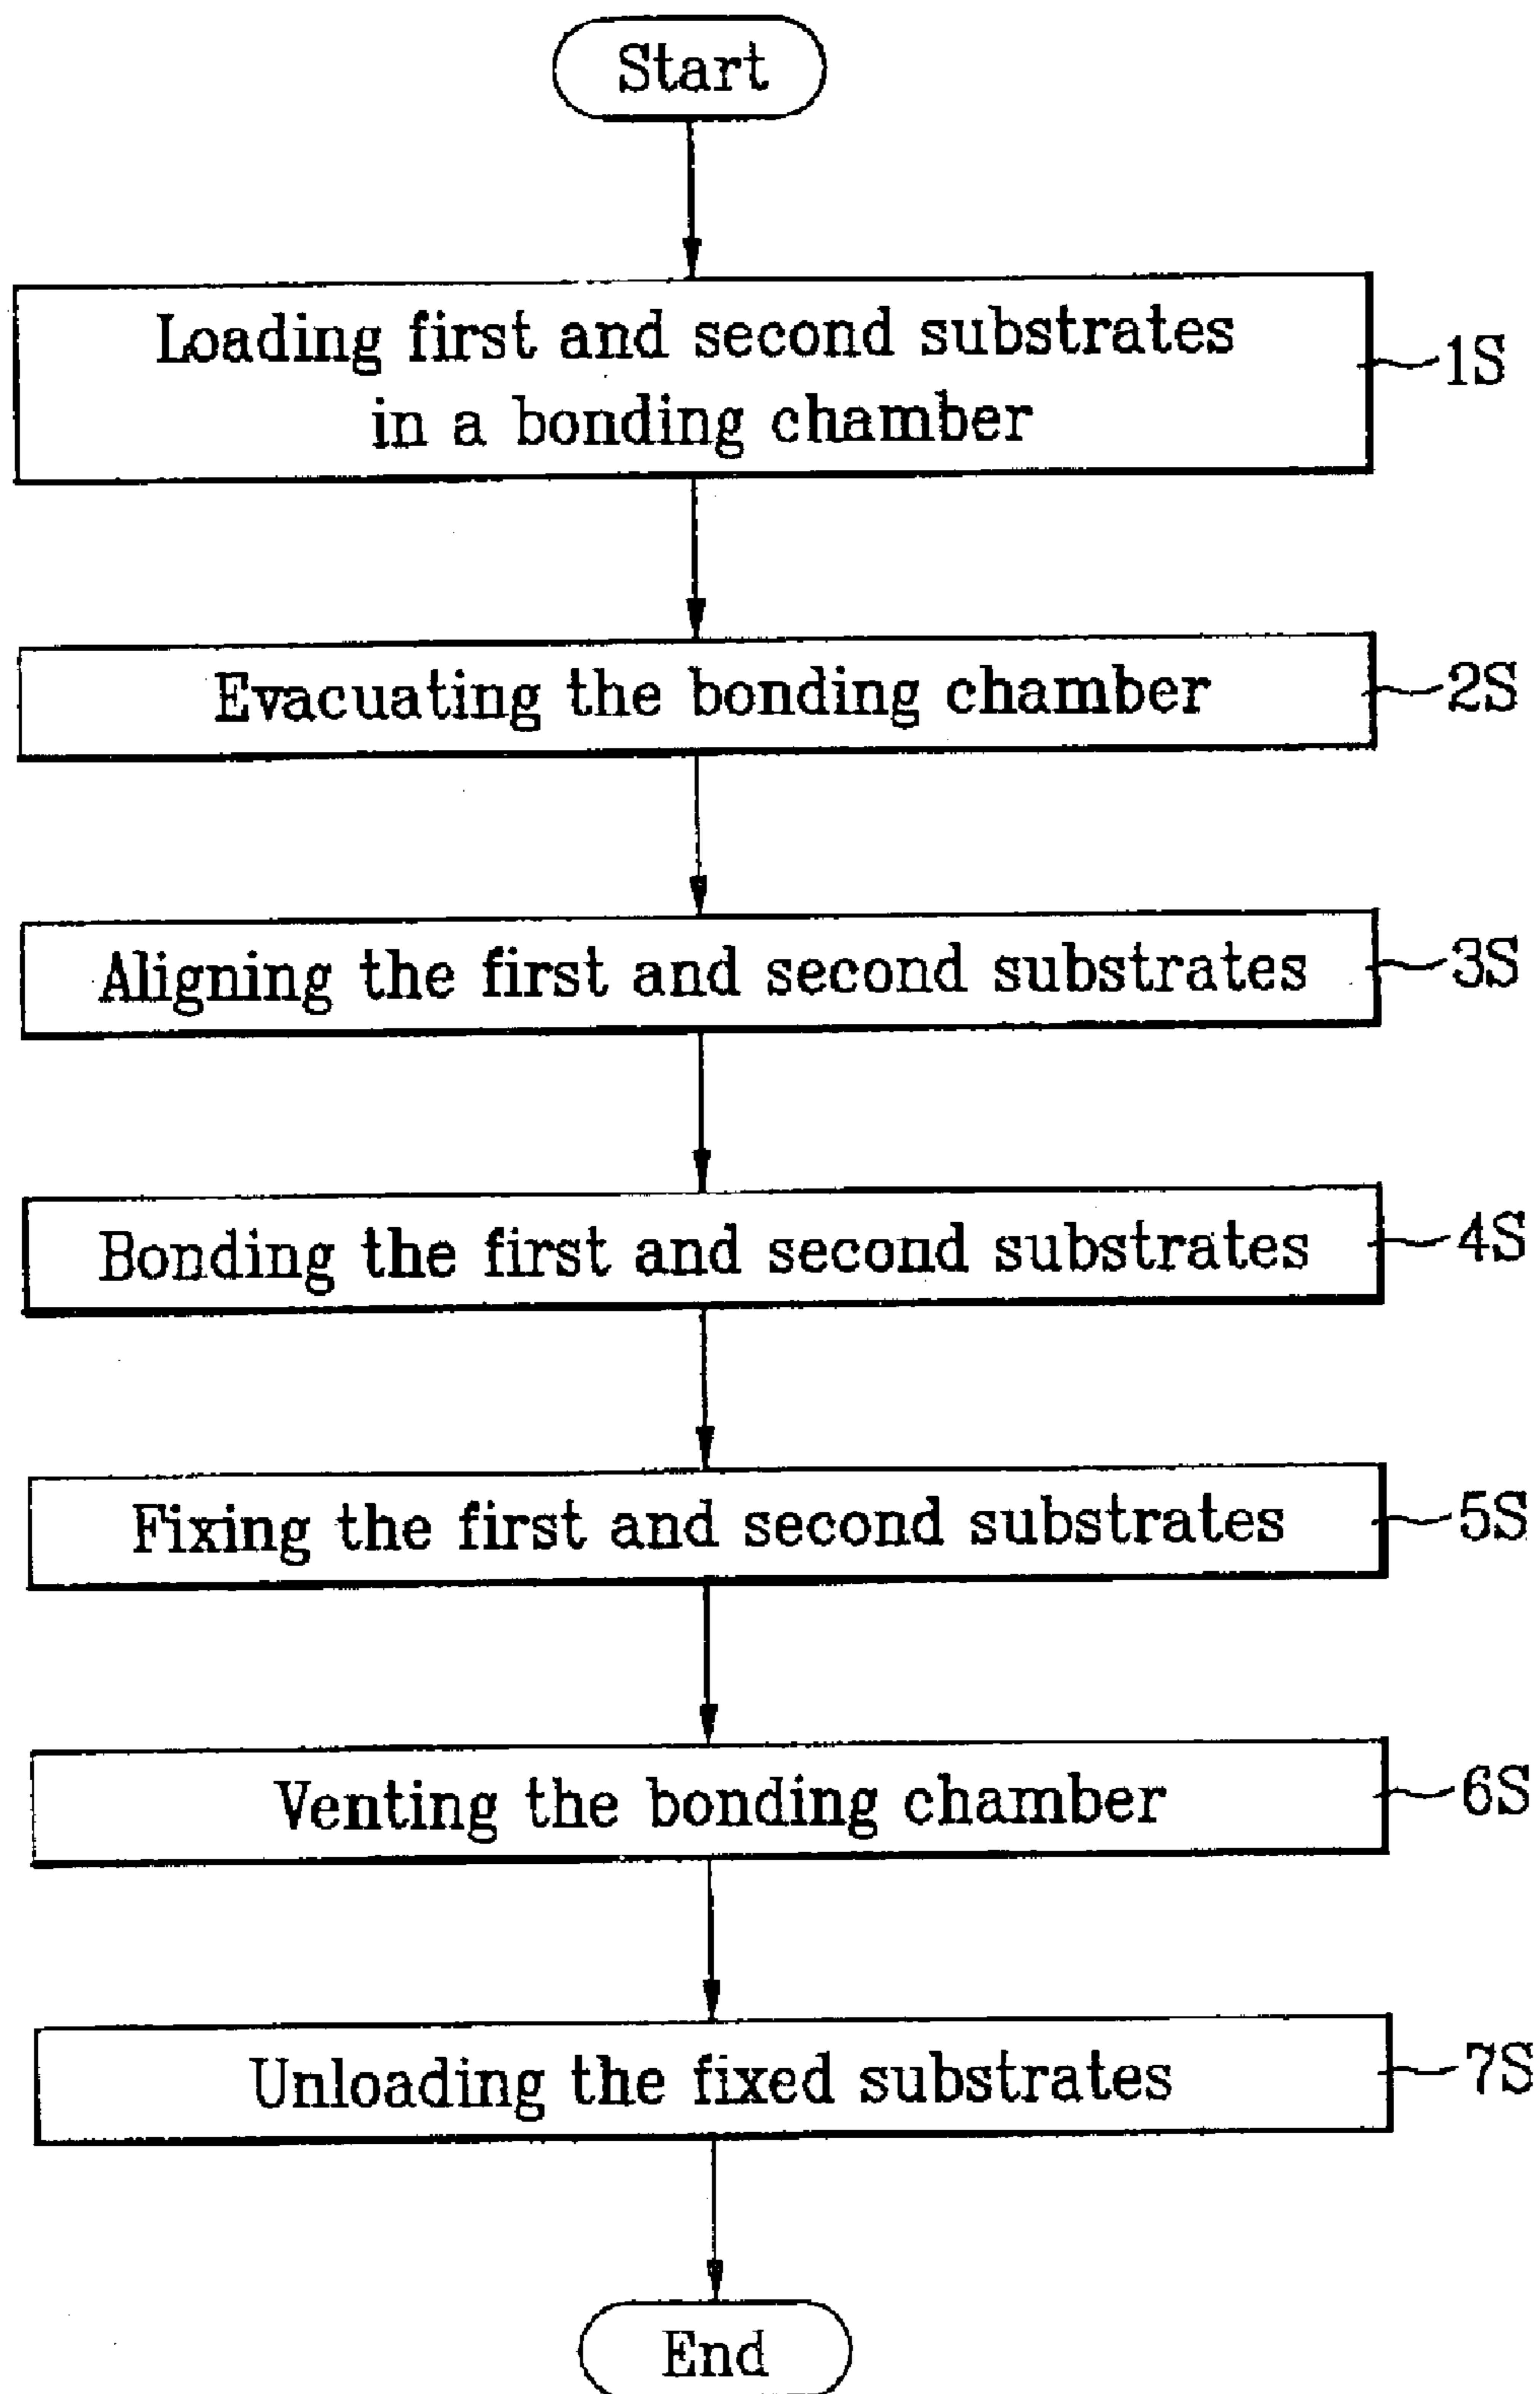 Start
Loading first and second substrates
in a bonding chamber
1S
Evacuating the bonding chamber
2S
Aligning the first and second substrates
3S
Bonding the first and second substrates
4S
Fixing the first and second substrates
5S
Venting the bonding chamber
6S
Unloading the fixed substrates
7S
End